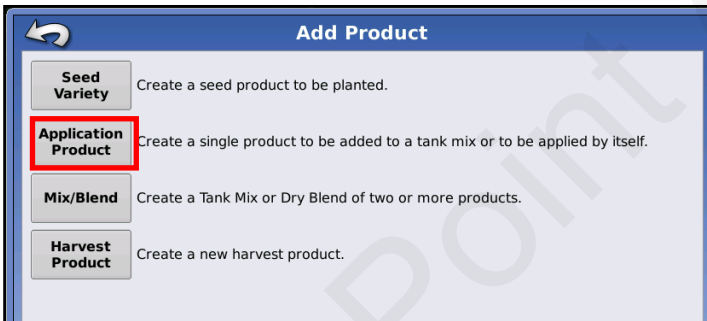 Add Product
Seed
Variety
Create a seed product to be planted.
Application
Product
Create a single product to be added to a tank mix or to be applied by itself.
Mix/Blend
Create a Tank Mix or Dry Blend of two or more products.
Harvest
Product
Create a new harvest product.
Point